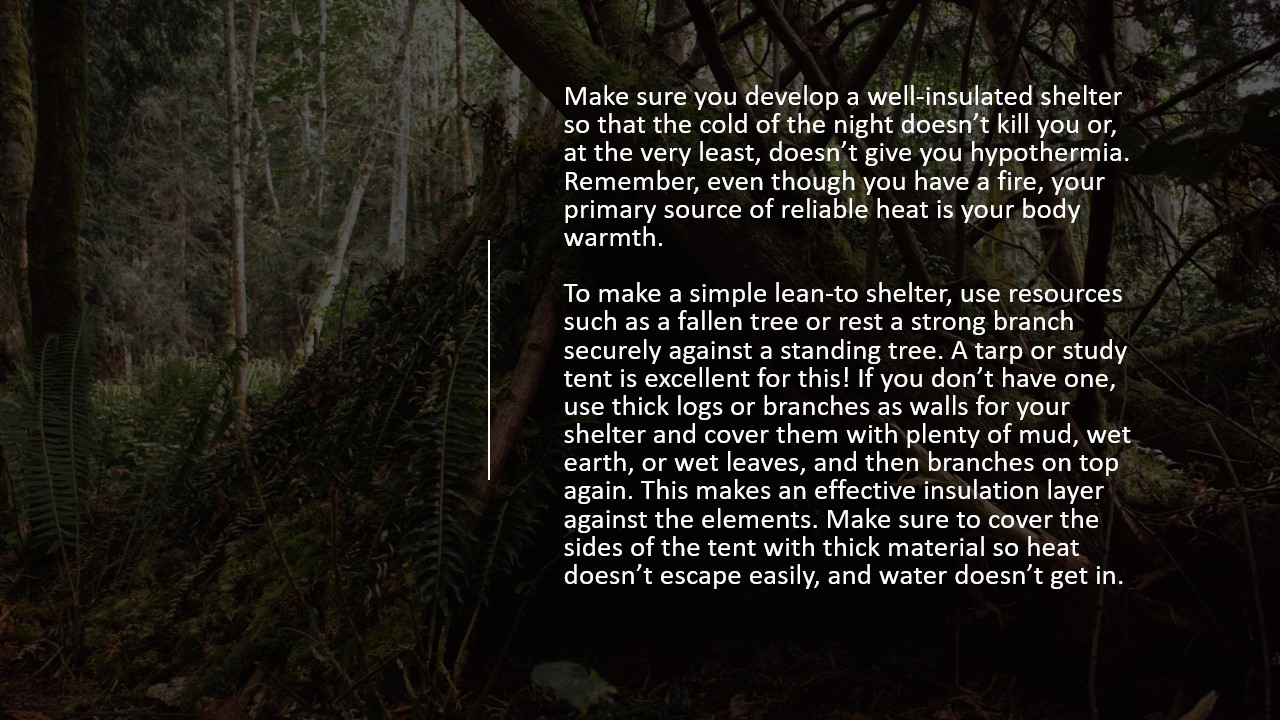 Make sure you develop a well-insulated shelter
so that the cold of the night doesn’t kill you or,
at the very least, doesn’t give you hypothermia.
Remember, even though you have a fire, your
primary source of reliable heat is your body
warmth.
To make a simple lean-to shelter, use resources
such as a fallen tree or rest a strong branch
securely against a standing tree. A tarp or study
tent is excellent for this! If you don’t have one,
use thick logs or branches as walls for your
shelter and cover them with plenty of mud, wet
earth, or wet leaves, and then branches on top
again. This makes an effective insulation layer
against the elements. Make sure to cover the
sides of the tent with thick material so heat
doesn’t escape easily, and water doesn’t get in.